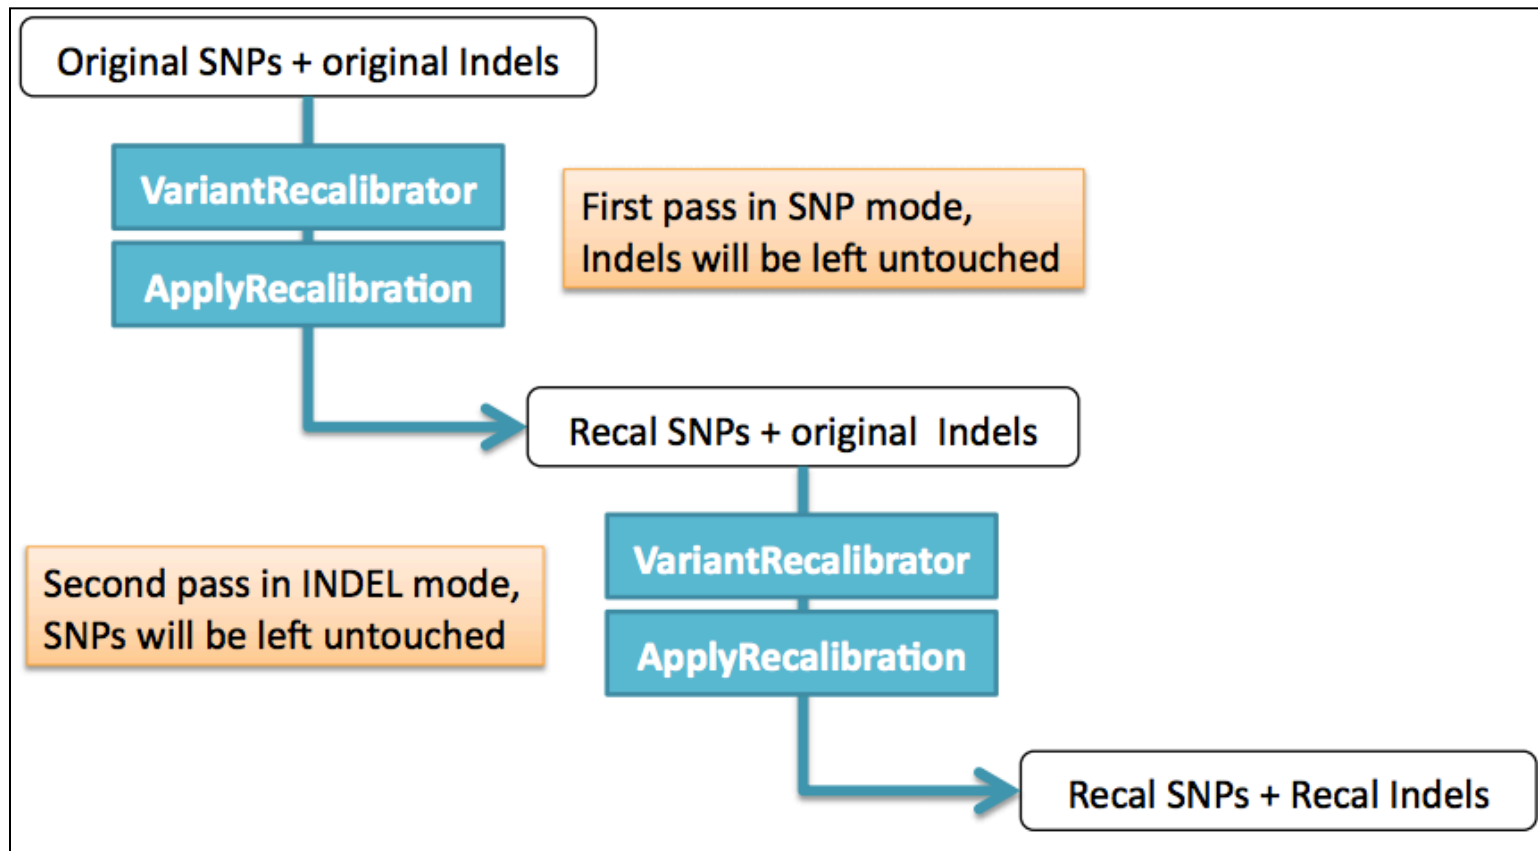 Original SNPs + original Indels
VariantRecalibrator
ApplyRecalibration
First pass in SNP mode,
Indels will be left untouched
Recal SNPs + original  Indels
Second pass in INDEL mode,
SNPs will be left untouched
VariantRecalibrator
ApplyRecalibration
Recal SNPs + Recal Indels